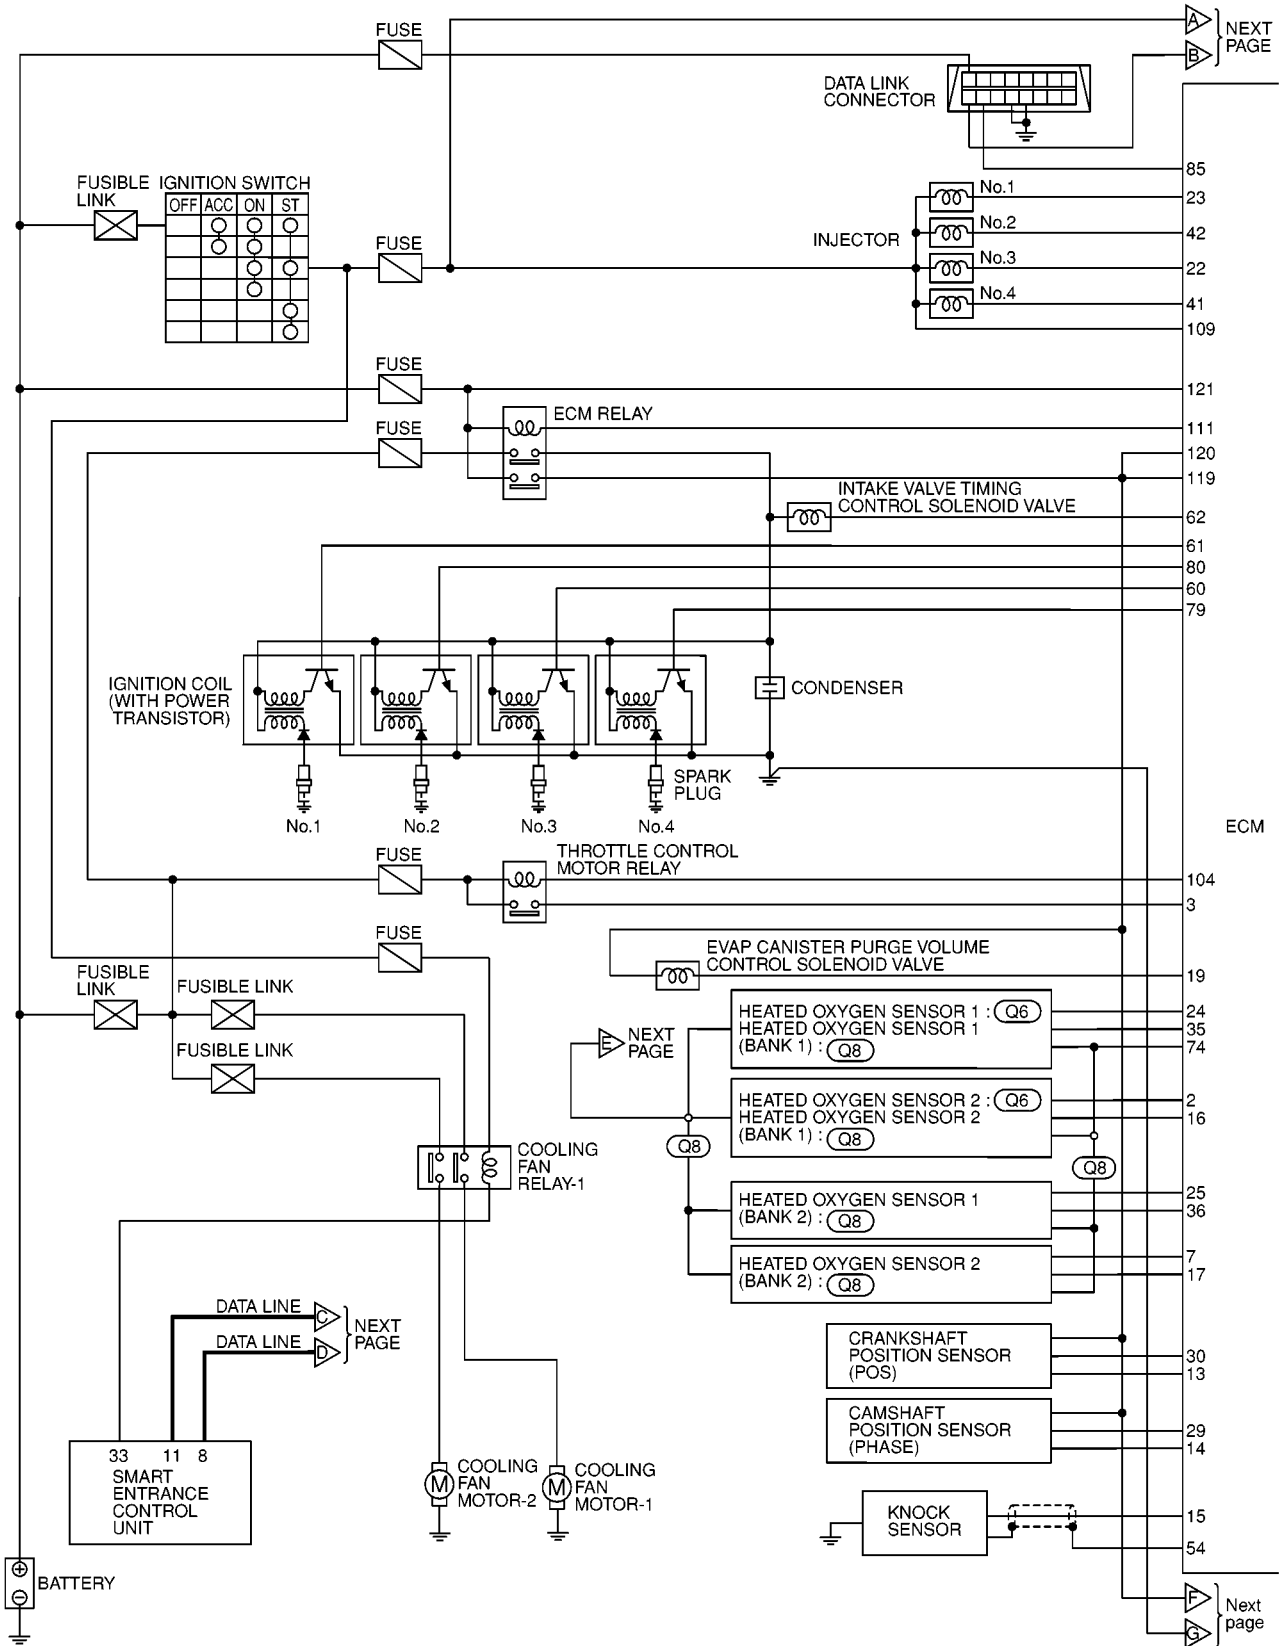 FUSE
A
NEXT
PAGE
B
DATA LINK
CONNECTOR
85
FUSIBLE
LINK
IGNITION SWITCH
OFF ACC ON ST
No.1
23
No.2
42
INJECTOR
FUSE
No.3
22
No.4
41
109
FUSE
121
ECM RELAY
111
FUSE
120
119
INTAKE VALVE TIMING
CONTROL SOLENOID VALVE
62
61
80
60
79
IGNITION COIL
(WITH POWER
TRANSISTOR)
CONDENSER
SPARK
PLUG
No.1
No.2
No.3
No.4
ECM
FUSE
THROTTLE CONTROL
MOTOR RELAY
104
3
FUSE
EVAP CANISTER PURGE VOLUME
CONTROL SOLENOID VALVE
19
FUSIBLE
LINK
FUSIBLE LINK
HEATED OXYGEN SENSOR 1 : Q6
24
HEATED OXYGEN SENSOR 1
35
(BANK 1) : Q8
74
E
NEXT
PAGE
FUSIBLE LINK
HEATED OXYGEN SENSOR 2 : Q6
2
HEATED OXYGEN SENSOR 2
16
(BANK 1) : Q8
Q8
Q8
COOLING
FAN
RELAY-1
HEATED OXYGEN SENSOR 1
25
(BANK 2) : Q8
36
HEATED OXYGEN SENSOR 2
7
(BANK 2) : Q8
17
DATA LINE
C
NEXT
PAGE
DATA LINE
D
CRANKSHAFT
POSITION SENSOR
(POS)
30
13
CAMSHAFT
POSITION SENSOR
(PHASE)
29
14
33 11 8
SMART
ENTRANCE
CONTROL
UNIT
M
COOLING
FAN
MOTOR-2
M
COOLING
FAN
MOTOR-1
KNOCK
SENSOR
15
54
BATTERY
F
Next
page
G